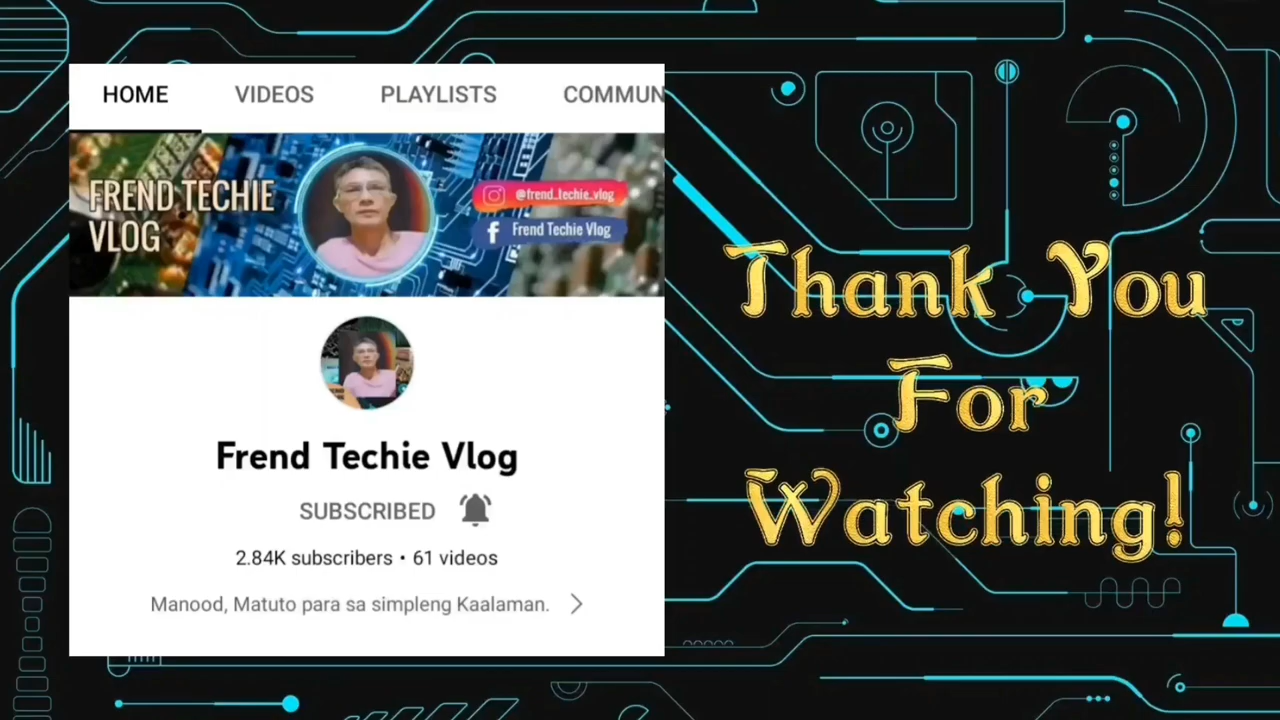 HOME VIDEOS PLAYLISTS COMMUN
FREND TECHIE
VLOG
@frend_techie_vlog
Frend Techie Vlog
Frend Techie Vlog
SUBSCRIBED
2.84K subscribers • 61 videos
Manood, Matuto para sa simpleng Kaalaman.
Thank You
For
Watching!